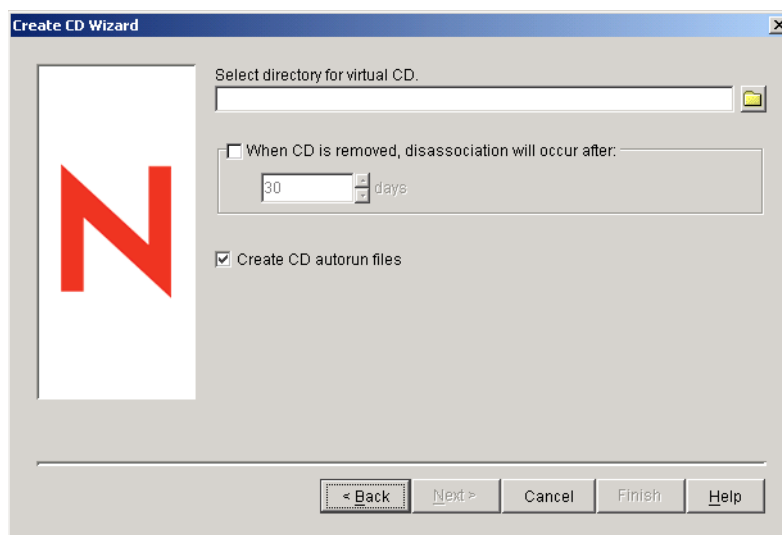 Create CD Wizard
Select directory for virtual CD.
When CD is removed, disassociation will occur after:
30 days
Create CD autorun files
< Back Next > Cancel Finish Help